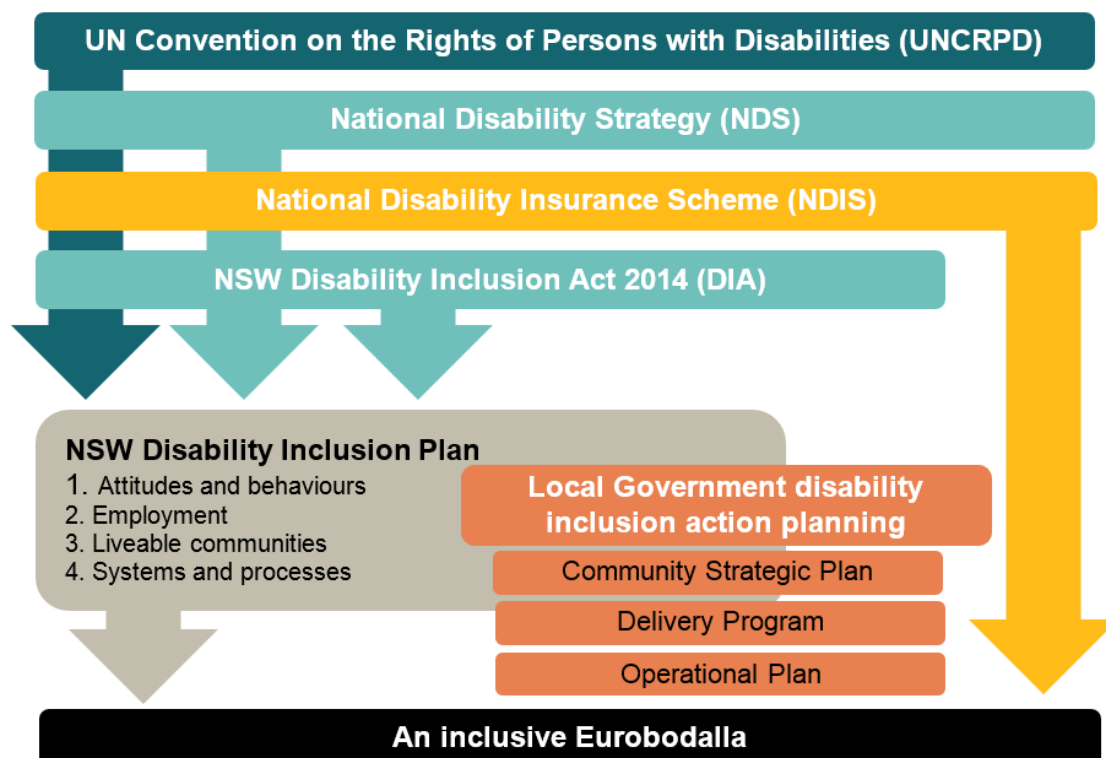 UN Convention on the Rights of Persons with Disabilities (UNCRPD)
National Disability Strategy (NDS)
National Disability Insurance Scheme (NDIS)
NSW Disability Inclusion Act 2014 (DIA)
NSW Disability Inclusion Plan
1. Attitudes and behaviours
2. Employment
3. Liveable communities
4. Systems and processes
Local Government disability
inclusion action planning
Community Strategic Plan
Delivery Program
Operational Plan
An inclusive Eurobodalla